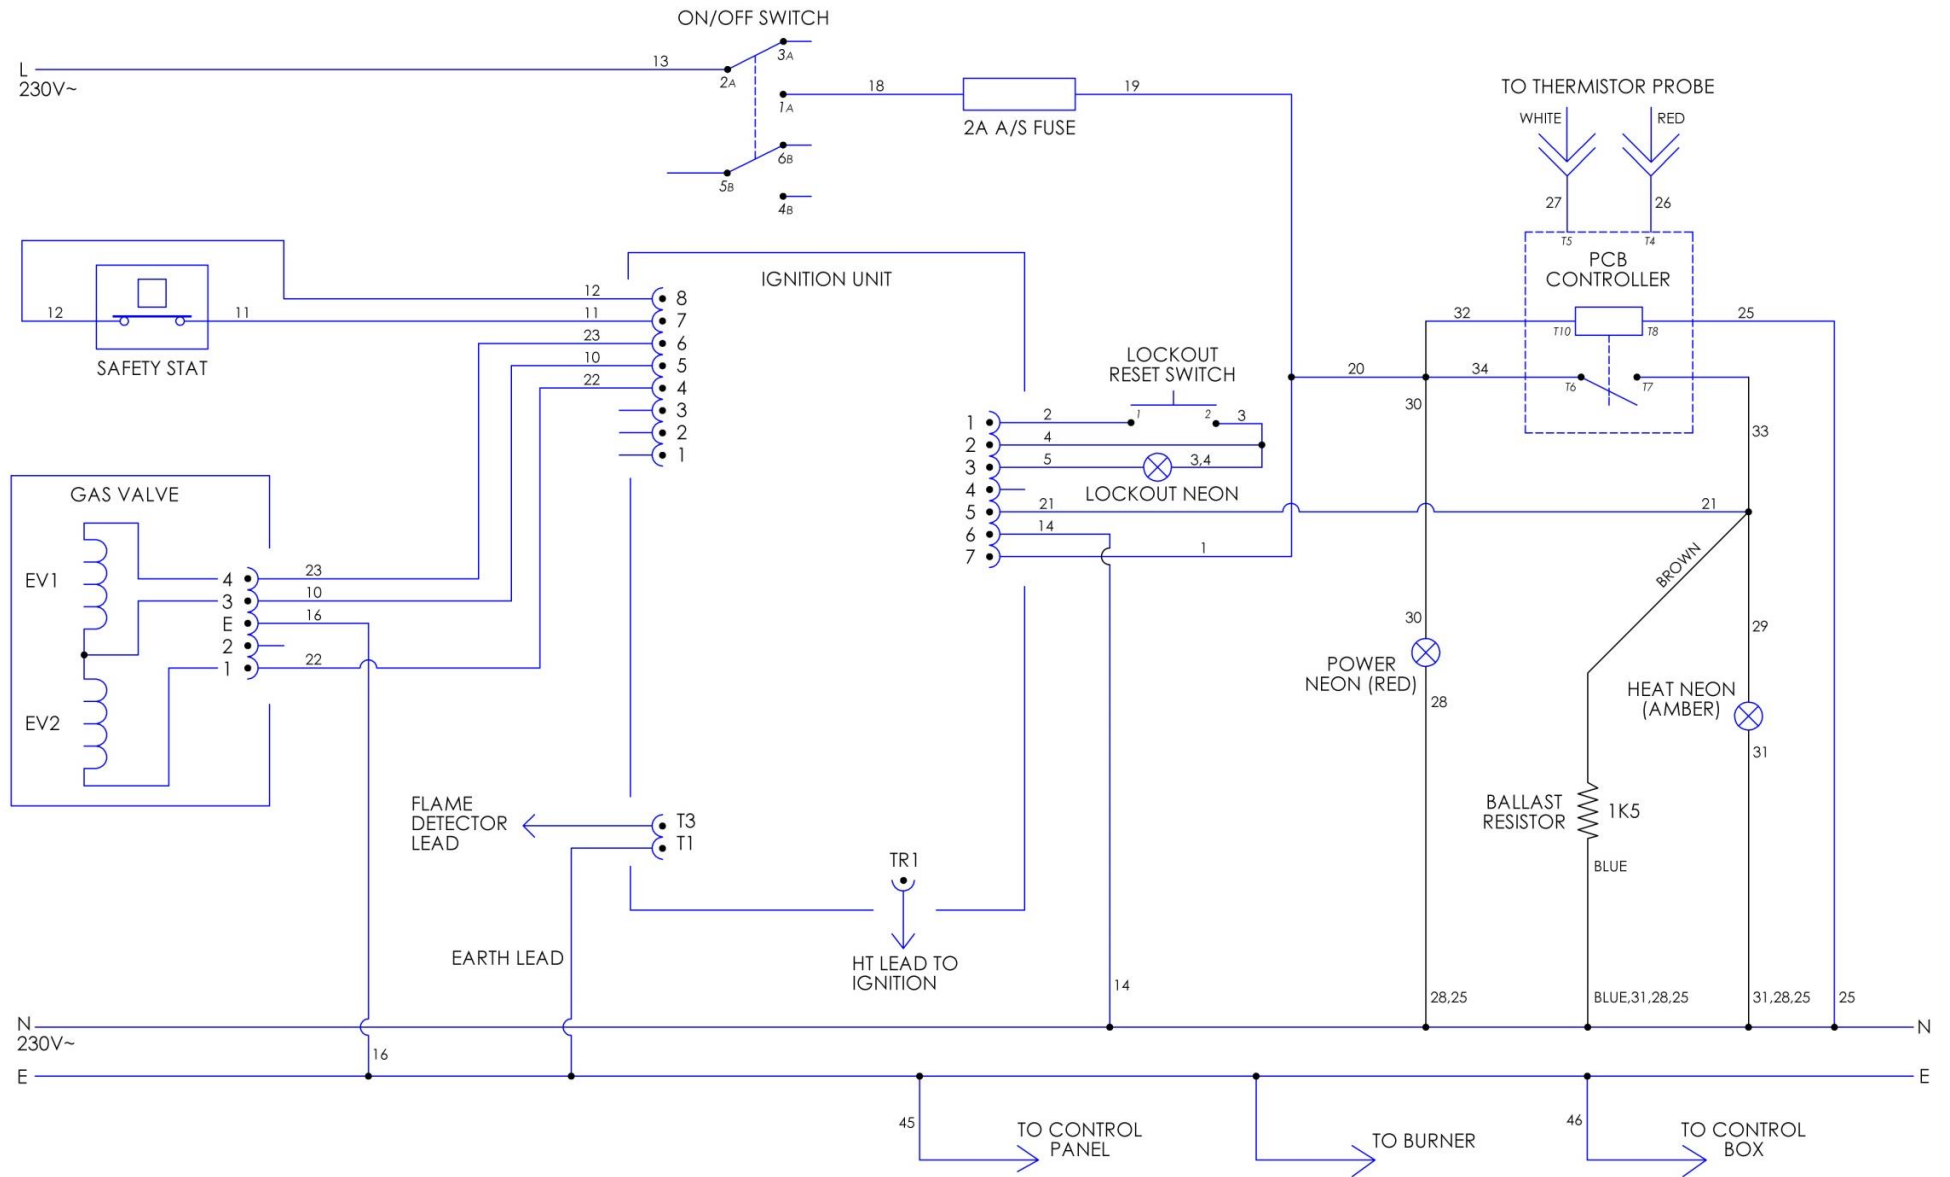 ON/OFF SWITCH
L
230V~
13
2A
3A
1A
18
19
2A A/S FUSE
6B
5B
4B
TO THERMISTOR PROBE
WHITE
RED
27
26
T5
T4
PCB
CONTROLLER
32
T10
T8
25
20
34
T6
T7
30
33
12
11
SAFETY STAT
IGNITION UNIT
12
8
11
7
23
6
10
5
22
4
3
2
1
LOCKOUT
RESET SWITCH
1
2
1
2
3
2
4
3
5
3,4
4
LOCKOUT NEON
5
21
21
6
14
7
1
GAS VALVE
EV1
EV2
4
23
3
10
E
16
2
1
22
BROWN
30
POWER
NEON (RED)
28
29
HEAT NEON
(AMBER)
31
BALLAST
RESISTOR
1K5
BLUE
FLAME
DETECTOR
LEAD
T3
T1
TR1
EARTH LEAD
HT LEAD TO
IGNITION
14
28,25
BLUE,31,28,25
31,28,25
25
N
230V~
N
16
E
E
45
TO CONTROL
PANEL
TO BURNER
46
TO CONTROL
BOX